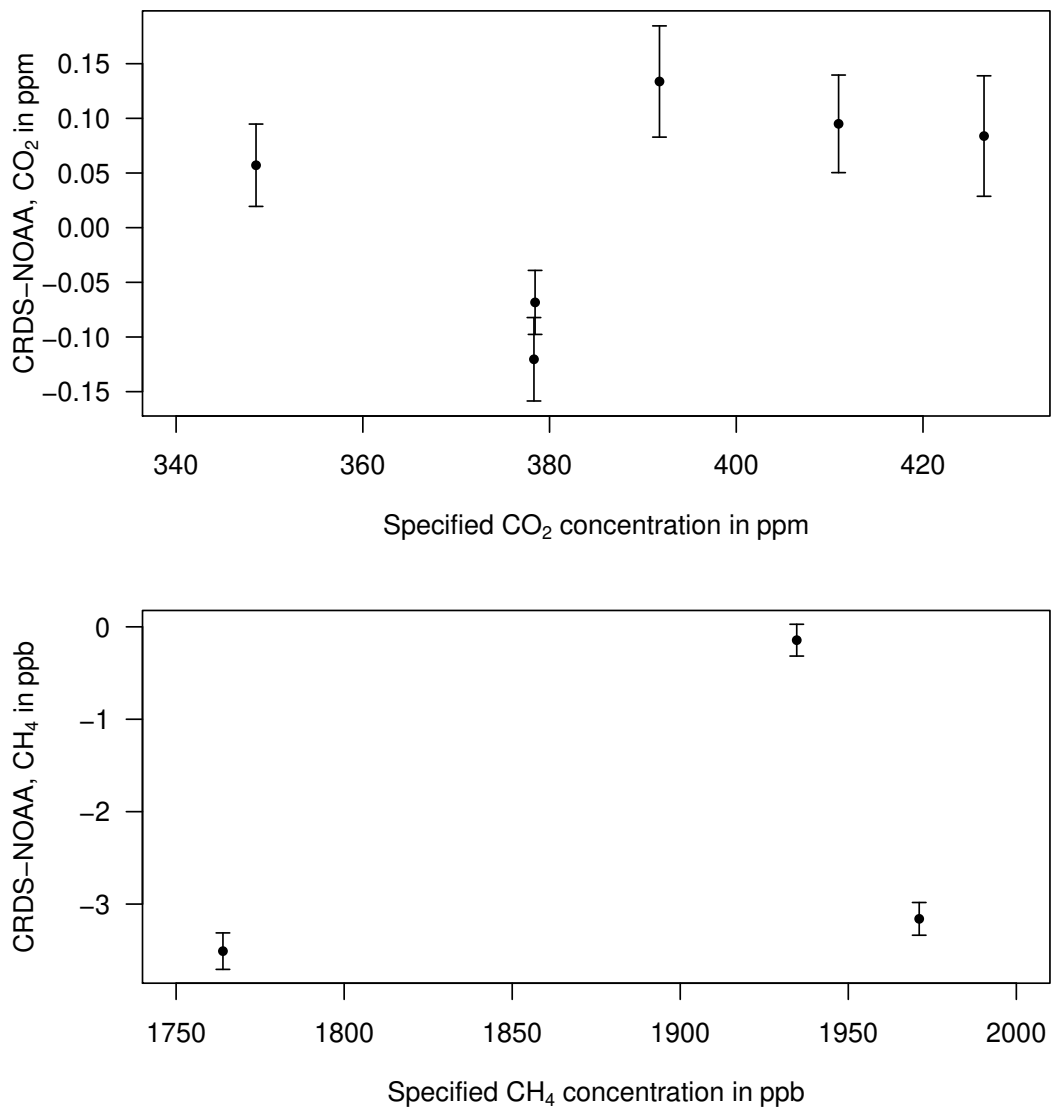 CRDS−NOAA, CO₂ in ppm
0.15
0.10
0.05
0.00
−0.05
−0.10
−0.15
340 360 380 400 420
Specified CO₂ concentration in ppm
CRDS−NOAA, CH₄ in ppb
0
−1
−2
−3
1750 1800 1850 1900 1950 2000
Specified CH₄ concentration in ppb